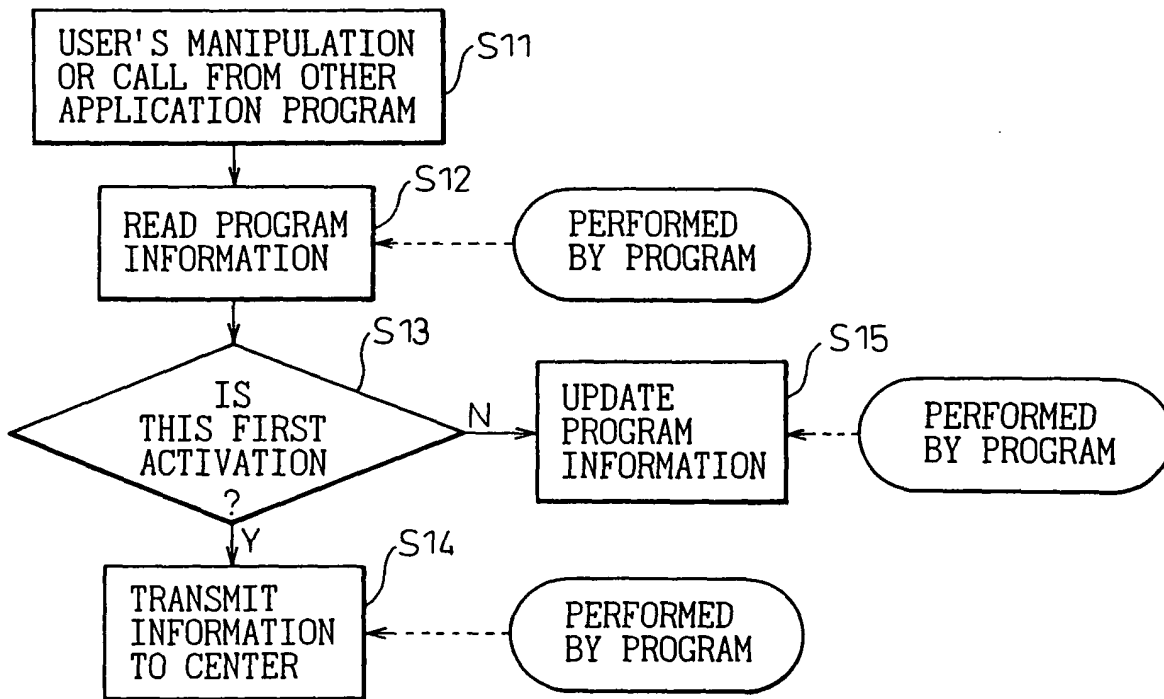 USER'S MANIPULATION
OR CALL FROM OTHER
APPLICATION PROGRAM
S11
S12
READ PROGRAM
INFORMATION
PERFORMED
BY PROGRAM
S13
IS
THIS FIRST
ACTIVATION
?
N
Y
S15
UPDATE
PROGRAM
INFORMATION
PERFORMED
BY PROGRAM
S14
TRANSMIT
INFORMATION
TO CENTER
PERFORMED
BY PROGRAM